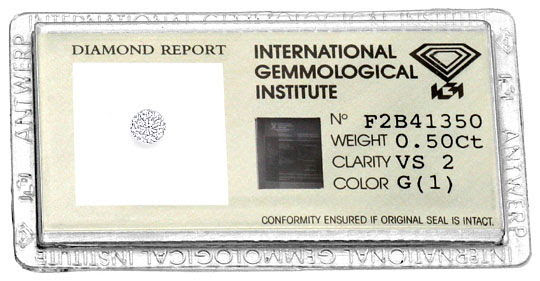 DIAMOND REPORT
INTERNATIONAL
GEMMOLOGICAL
INSTITUTE
Nº F2B41350
WEIGHT 0.50Ct
CLARITY VS 2
COLOR G(1)
CONFORMITY ENSURED IF ORIGINAL SEAL IS INTACT.
ANTWERP
ANTWERP
INTERNATIONAL GEMMOLOGICAL INSTITUTE